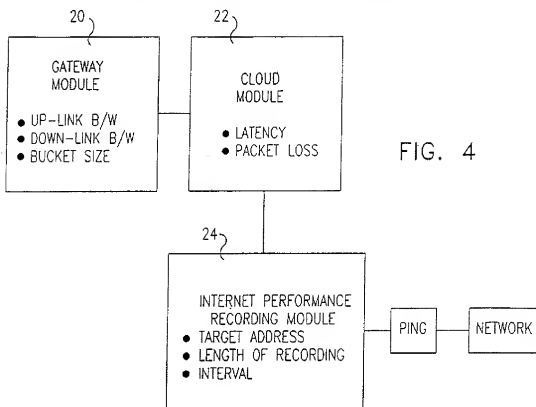 20
22
GATEWAY
MODULE
• UP-LINK B/W
• DOWN-LINK B/W
• BUCKET SIZE
CLOUD
MODULE
• LATENCY
• PACKET LOSS
FIG. 4
24
INTERNET PERFORMANCE
RECORDING MODULE
• TARGET ADDRESS
• LENGTH OF RECORDING
• INTERVAL
PING
NETWORK